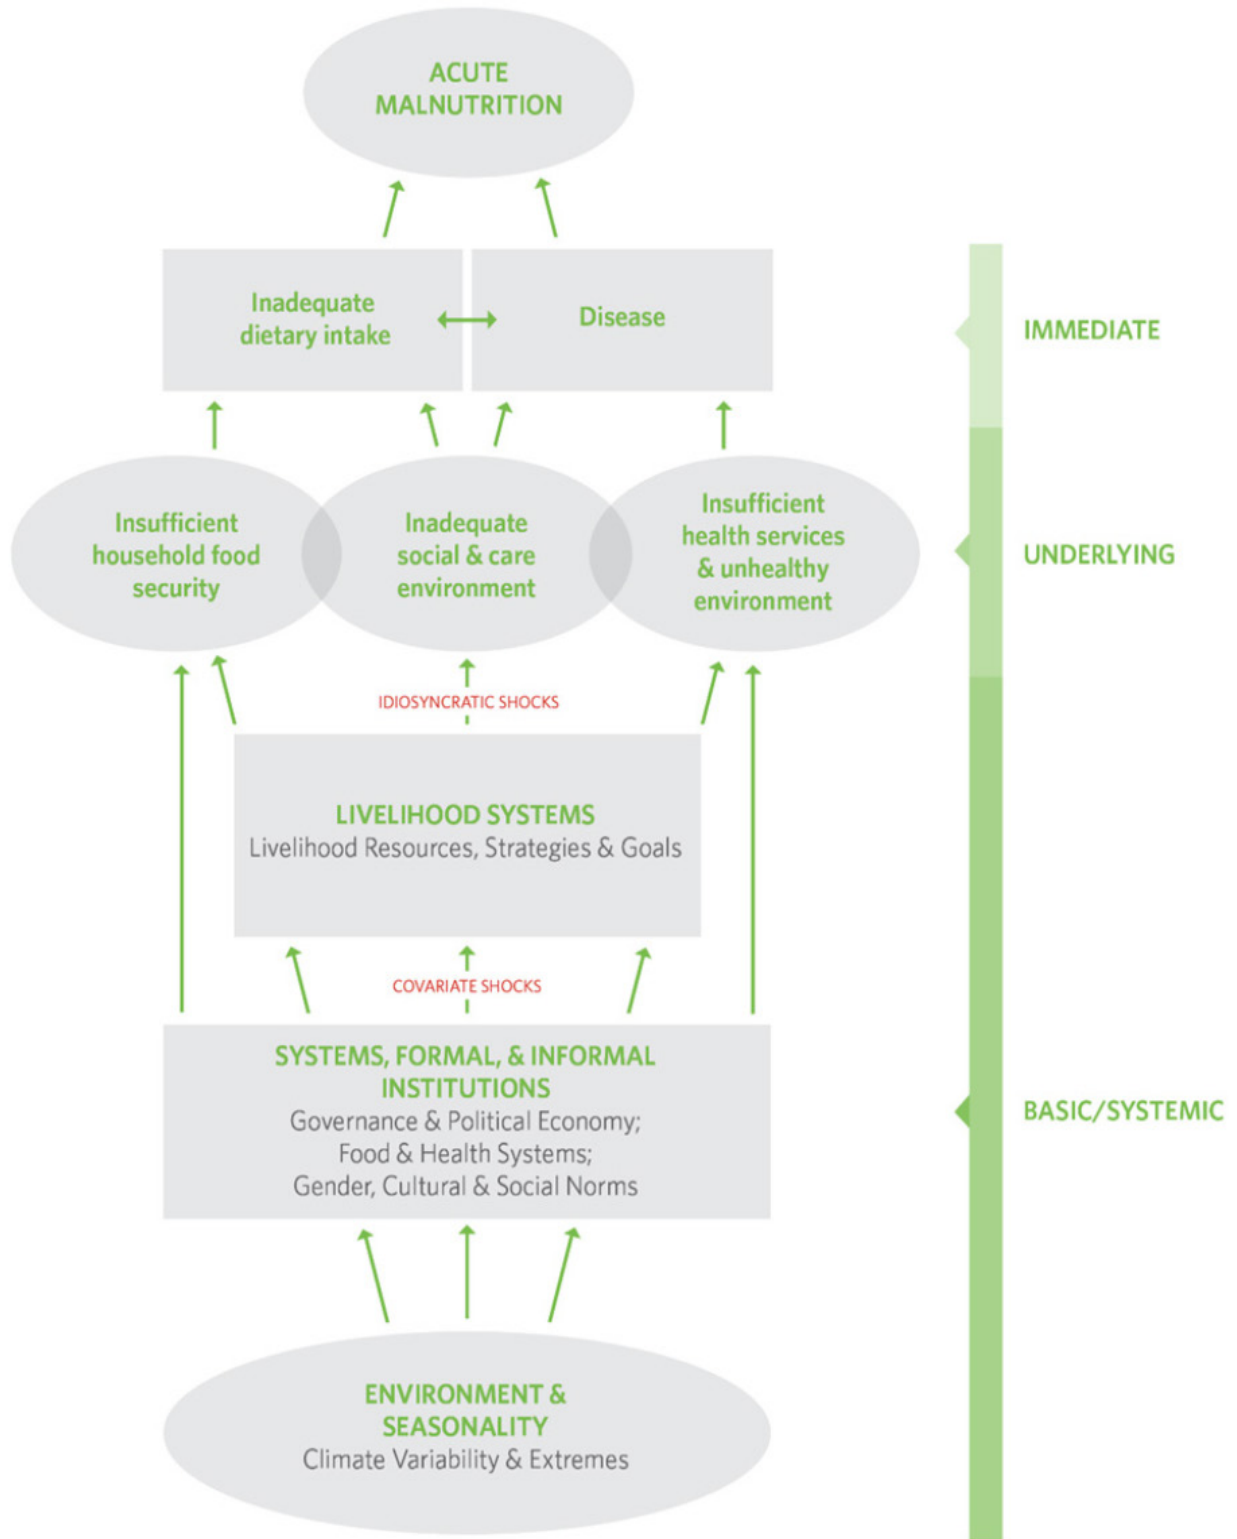 ACUTE
MALNUTRITION
Inadequate
dietary intake
Disease
IMMEDIATE
Insufficient
household food
security
Inadequate
social & care
environment
Insufficient
health services
& unhealthy
environment
UNDERLYING
IDIOSYNCRATIC SHOCKS
LIVELIHOOD SYSTEMS
Livelihood Resources, Strategies & Goals
COVARIATE SHOCKS
SYSTEMS, FORMAL, & INFORMAL
INSTITUTIONS
Governance & Political Economy;
Food & Health Systems;
Gender, Cultural & Social Norms
BASIC/SYSTEMIC
ENVIRONMENT &
SEASONALITY
Climate Variability & Extremes